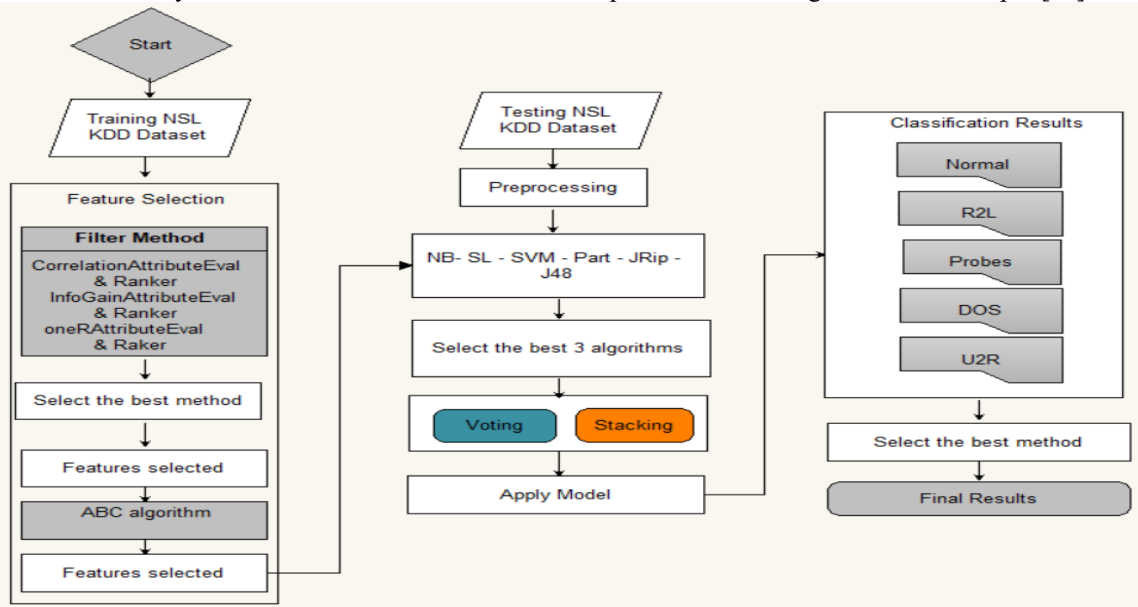 Start
Training NSL
KDD Dataset
Feature Selection
Filter Method
CorrelationAttributeEval
& Ranker
InfoGainAttributeEval
& Ranker
oneRAttributeEval
& Raker
Select the best method
Features selected
ABC algorithm
Features selected
Testing NSL
KDD Dataset
Preprocessing
NB- SL - SVM - Part - JRip -
J48
Select the best 3 algorithms
Voting
Stacking
Apply Model
Classification Results
Normal
R2L
Probes
DOS
U2R
Select the best method
Final Results